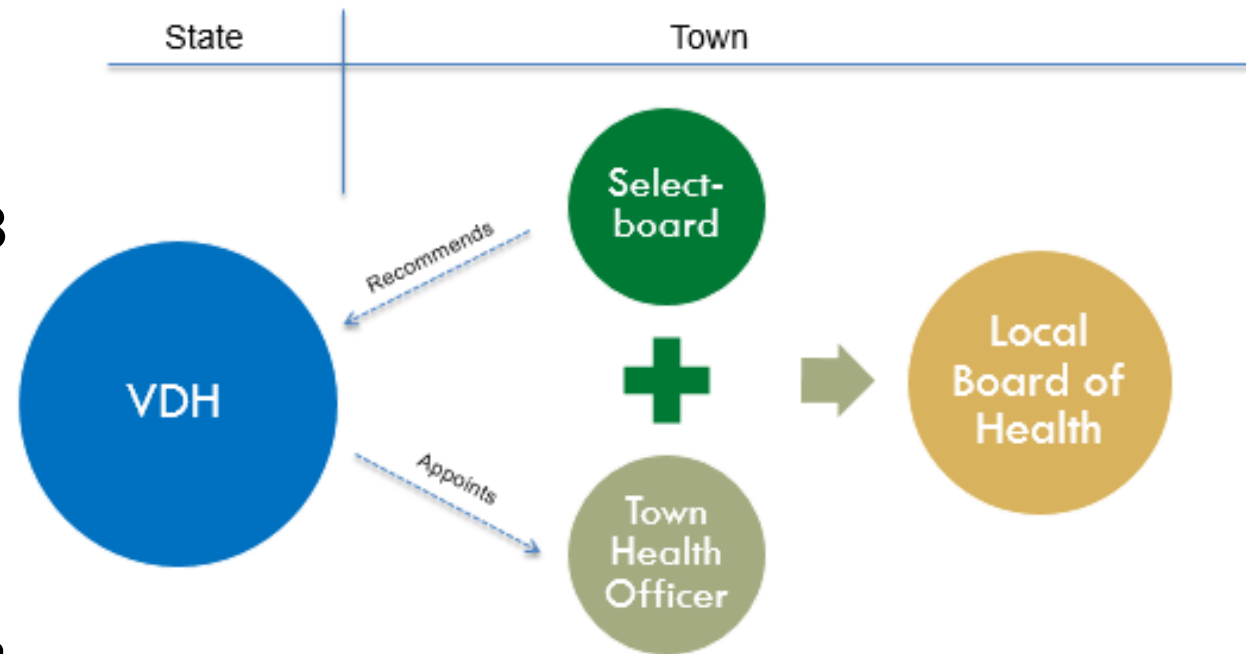 State
Town
Select-
board
Recommends
VDH
Local
Board of
Health
Appoints
Town
Health
Officer